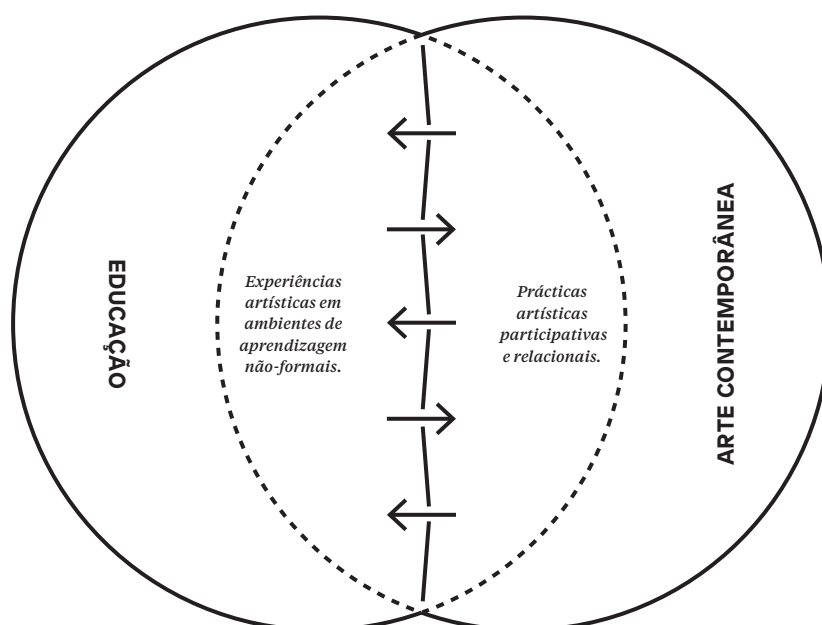 EDUCAÇÃO
Experiências
artísticas em
ambientes de
aprendizagem
não-formais.
Prácticas
artísticas
participativas
e relacionais.
ARTE CONTEMPORÂNEA